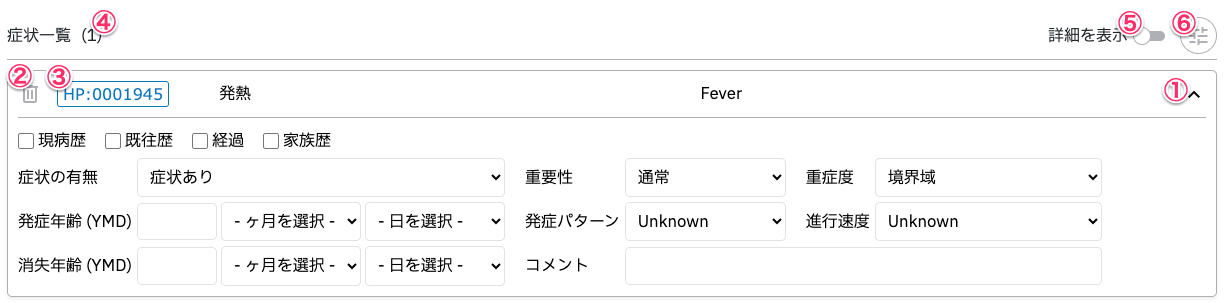 症状一覧 (1) ④ 詳細を表示 ⑤ ⑥
② ③ HP:0001945 発熱 Fever ①
現病歴 既往歴 経過 家族歴
症状の有無 症状あり 重要性 通常 重症度 境界域
発症年齢 (YMD) - ヶ月を選択 - - 日を選択 - 発症パターン Unknown 進行速度 Unknown
消失年齢 (YMD) - ヶ月を選択 - - 日を選択 - コメント